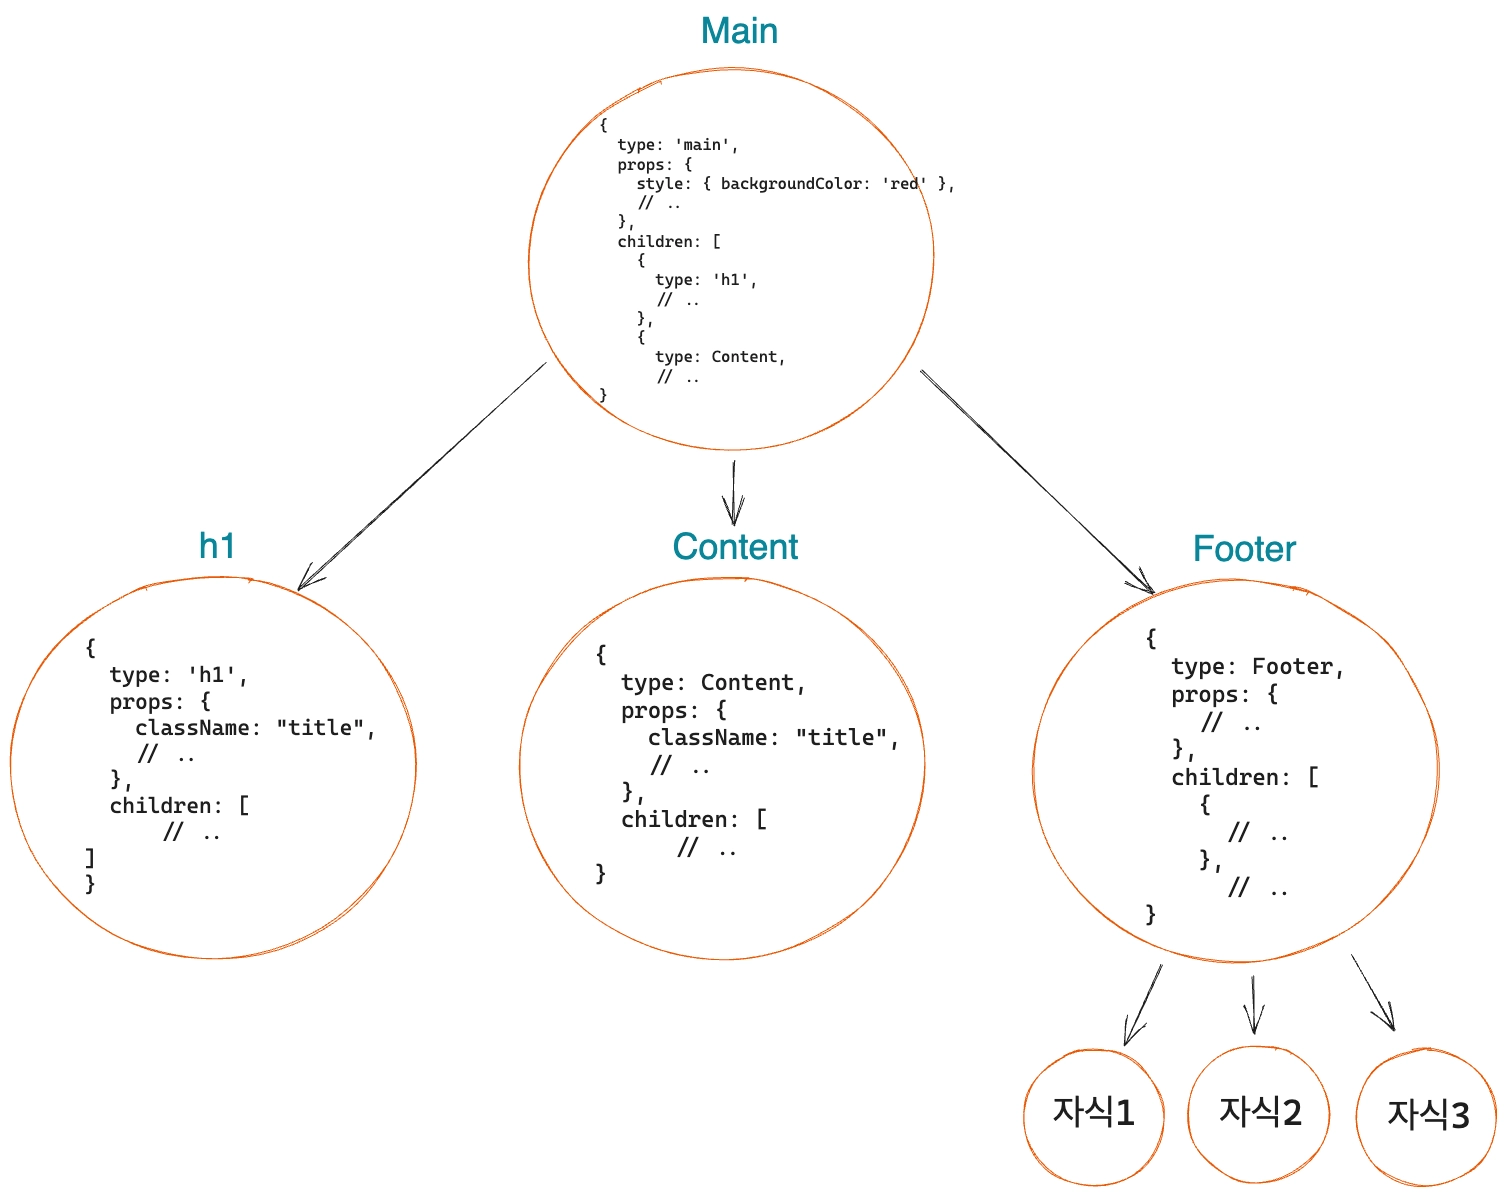 Main
{
  type: 'main',
  props: {
    style: { backgroundColor: 'red' },
    // ..
  },
  children: [
    {
      type: 'h1',
      // ..
    },
    {
      type: Content,
      // ..
}
h1
{
  type: 'h1',
  props: {
    className: "title",
    // ..
  },
  children: [
      // ..
]
}
Content
{
  type: Content,
  props: {
    className: "title",
    // ..
  },
  children: [
      // ..
}
Footer
{
  type: Footer,
  props: {
    // ..
  },
  children: [
    {
      // ..
    },
      // ..
}
자식1
자식2
자식3